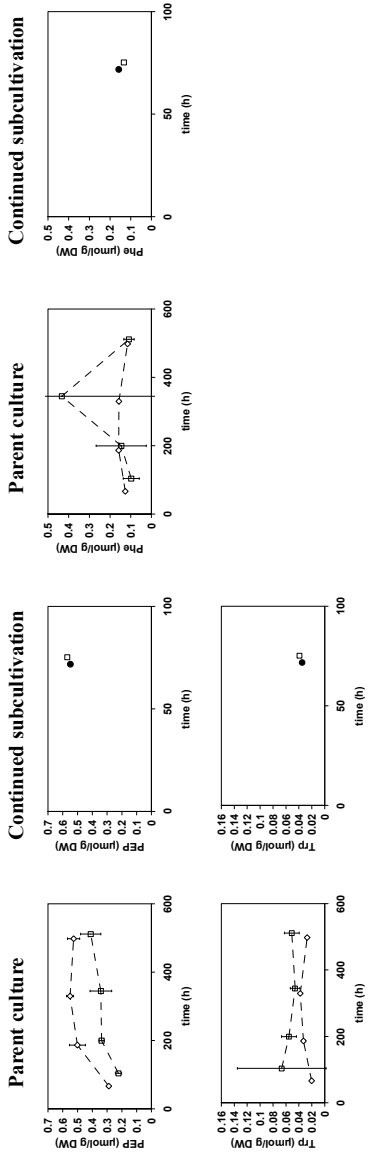 Parent culture
Continued subcultivation
Parent culture
Continued subcultivation
PEP (µmol/g DW)
0.7
0.6
0.5
0.4
0.3
0.2
0.1
0
0 200 400 600
time (h)
PEP (µmol/g DW)
0.7
0.6
0.5
0.4
0.3
0.2
0.1
0
0 50 100
time (h)
Phe (µmol/g DW)
0.5
0.4
0.3
0.2
0.1
0
0 200 400 600
time (h)
Phe (µmol/g DW)
0.5
0.4
0.3
0.2
0.1
0
0 50 100
time (h)
Trp (µmol/g DW)
0.16
0.14
0.12
0.1
0.08
0.06
0.04
0.02
0
0 200 400 600
time (h)
Trp (µmol/g DW)
0.16
0.14
0.12
0.1
0.08
0.06
0.04
0.02
0
0 50 100
time (h)